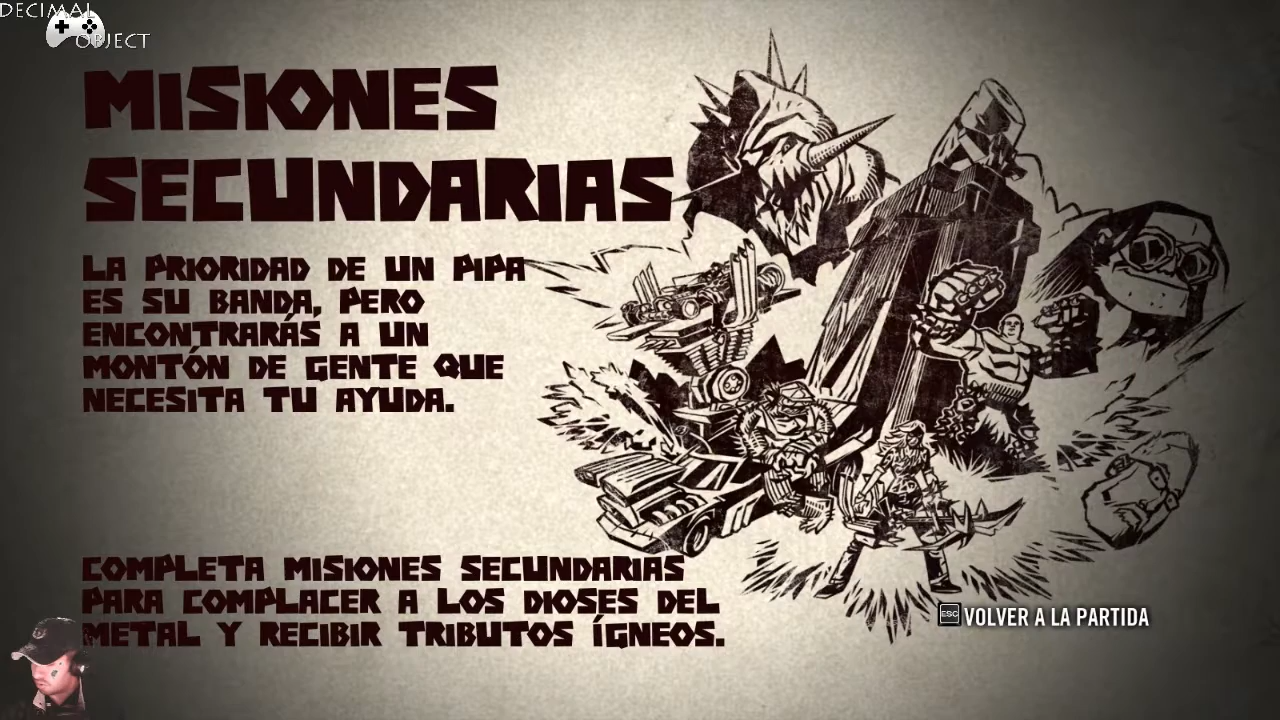 DECIMAL
OBJECT
MISIONES
SECUNDARIAS
LA PRIORIDAD DE UN PIPA
ES SU BANDA, PERO
ENCONTRARÁS A UN
MONTÓN DE GENTE QUE
NECESITA TU AYUDA.
COMPLETA MISIONES SECUNDARIAS
PARA COMPLACER A LOS DIOSES DEL
METAL Y RECIBIR TRIBUTOS ÍGNEOS.
ESC VOLVER A LA PARTIDA